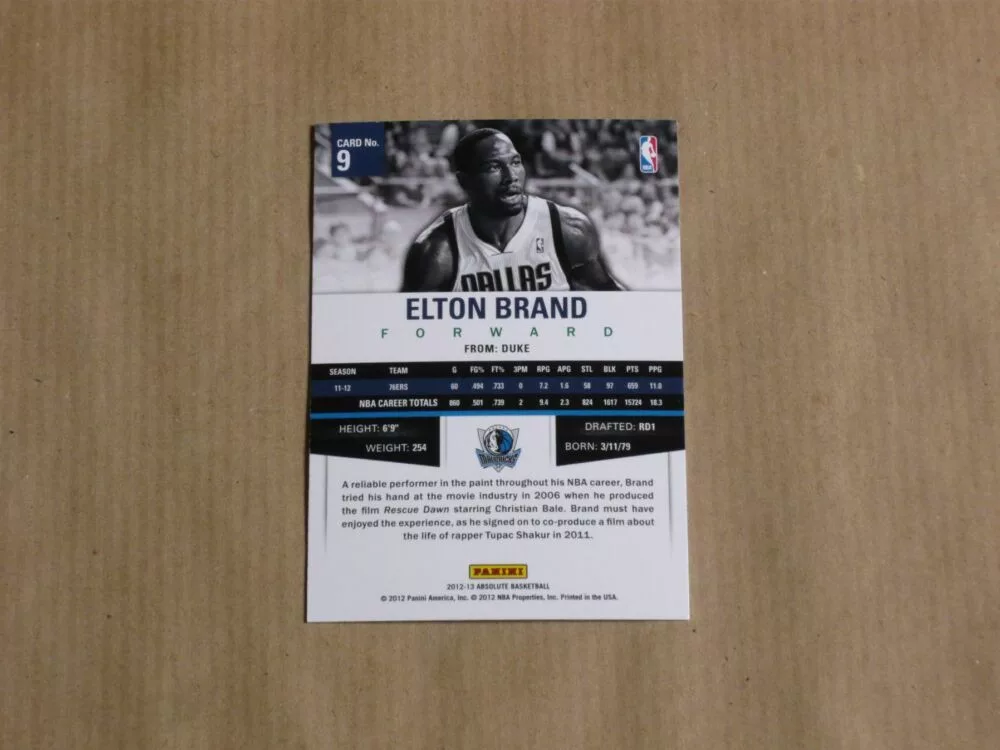 CARD No.
9
DALLAS
ELTON BRAND
FORWARD
FROM: DUKE
SEASON TEAM G FG% FT% 3PM RPG APG STL BLK PTS PPG
11-12 76ERS 60 .494 .733 0 7.2 1.6 58 97 659 11.0
NBA CAREER TOTALS 860 .501 .739 2 9.4 2.3 824 1617 15724 18.3
HEIGHT: 6'9"
WEIGHT: 254
MAVERICKS
DRAFTED: RD1
BORN: 3/11/79
A reliable performer in the paint throughout his NBA career, Brand
tried his hand at the movie industry in 2006 when he produced
the film Rescue Dawn starring Christian Bale. Brand must have
enjoyed the experience, as he signed on to co-produce a film about
the life of rapper Tupac Shakur in 2011.
PANINI
2012-13 ABSOLUTE BASKETBALL
© 2012 Panini America, Inc. © 2012 NBA Properties, Inc. Printed in the USA.